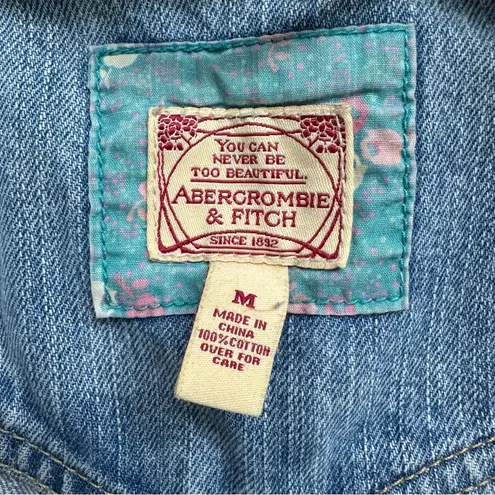 YOU CAN
NEVER BE
TOO BEAUTIFUL.
ABERCROMBIE
& FITCH
SINCE 1892
M
MADE IN
CHINA
100% COTTON
OVER FOR
CARE